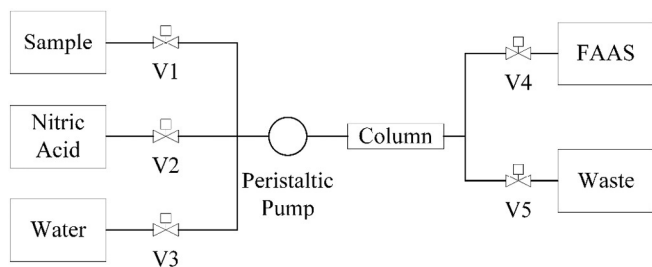 Sample
V1
Nitric
Acid
V2
Water
V3
Peristaltic
Pump
Column
V4
FAAS
V5
Waste